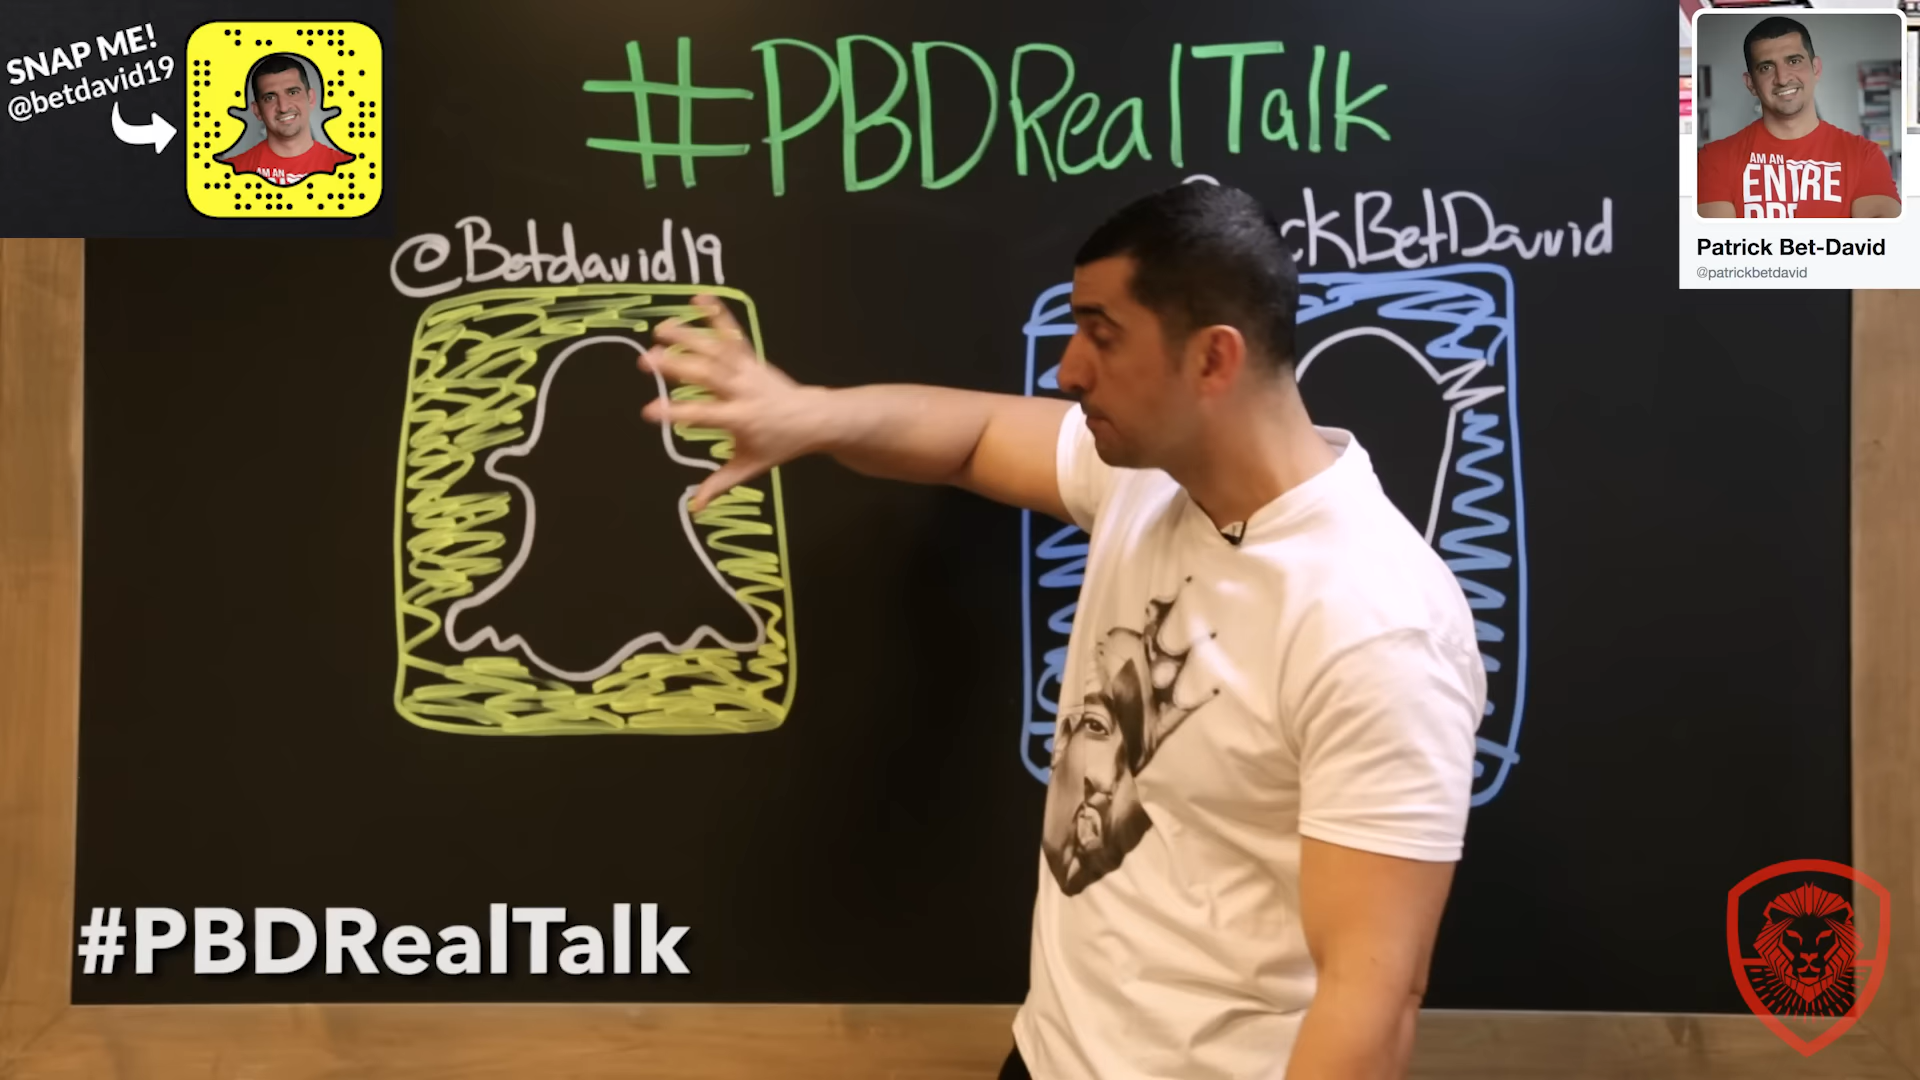 SNAP ME!
@betdavid19
#PBDRealTalk
@Betdavid19
ckBetDavid
AM AN
ENTRE
AM AN
Patrick Bet-David
@patrickbetdavid
#PBDRealTalk